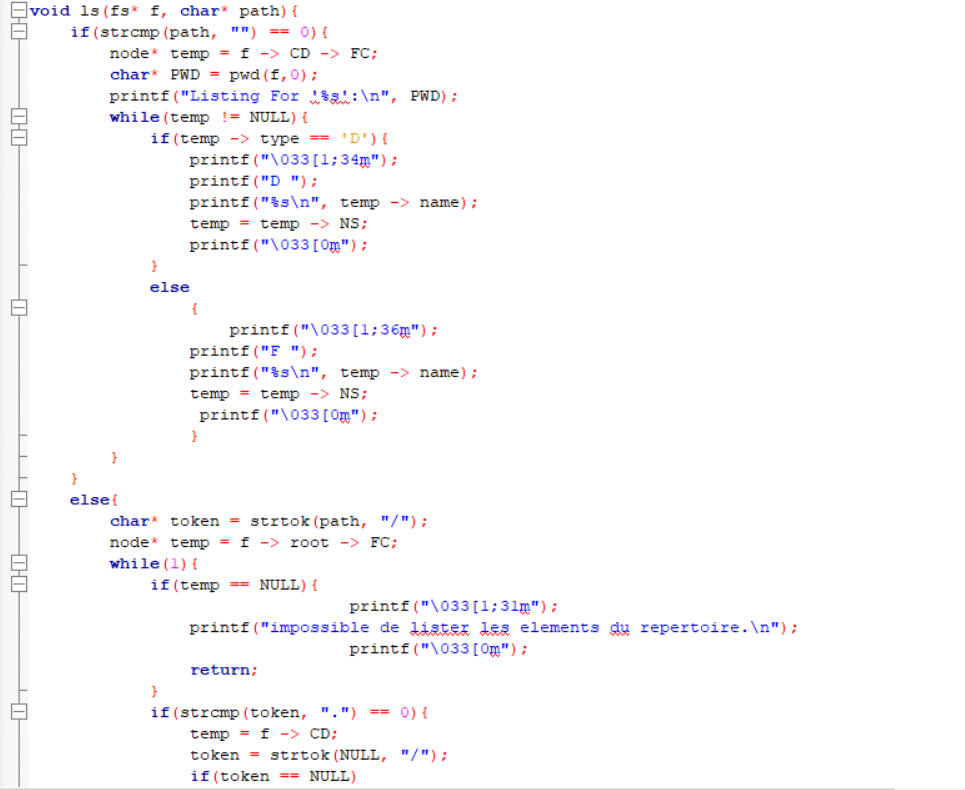 void ls(fs* f, char* path){
    if(strcmp(path, "") == 0){
        node* temp = f -> CD -> FC;
        char* PWD = pwd(f,0);
        printf("Listing For '%s':\n", PWD);
        while(temp != NULL){
            if(temp -> type == 'D'){
                printf("\033[1;34m");
                printf("D ");
                printf("%s\n", temp -> name);
                temp = temp -> NS;
                printf("\033[0m");
            }
            else
                {
                    printf("\033[1;36m");
                printf("F ");
                printf("%s\n", temp -> name);
                temp = temp -> NS;
                 printf("\033[0m");
                }
        }
    }
    else{
        char* token = strtok(path, "/");
        node* temp = f -> root -> FC;
        while(1){
            if(temp == NULL){
                                printf("\033[1;31m");
                printf("impossible de lister les elements du repertoire.\n");
                                printf("\033[0m");
                return;
            }
            if(strcmp(token, ".") == 0){
                temp = f -> CD;
                token = strtok(NULL, "/");
                if(token == NULL)